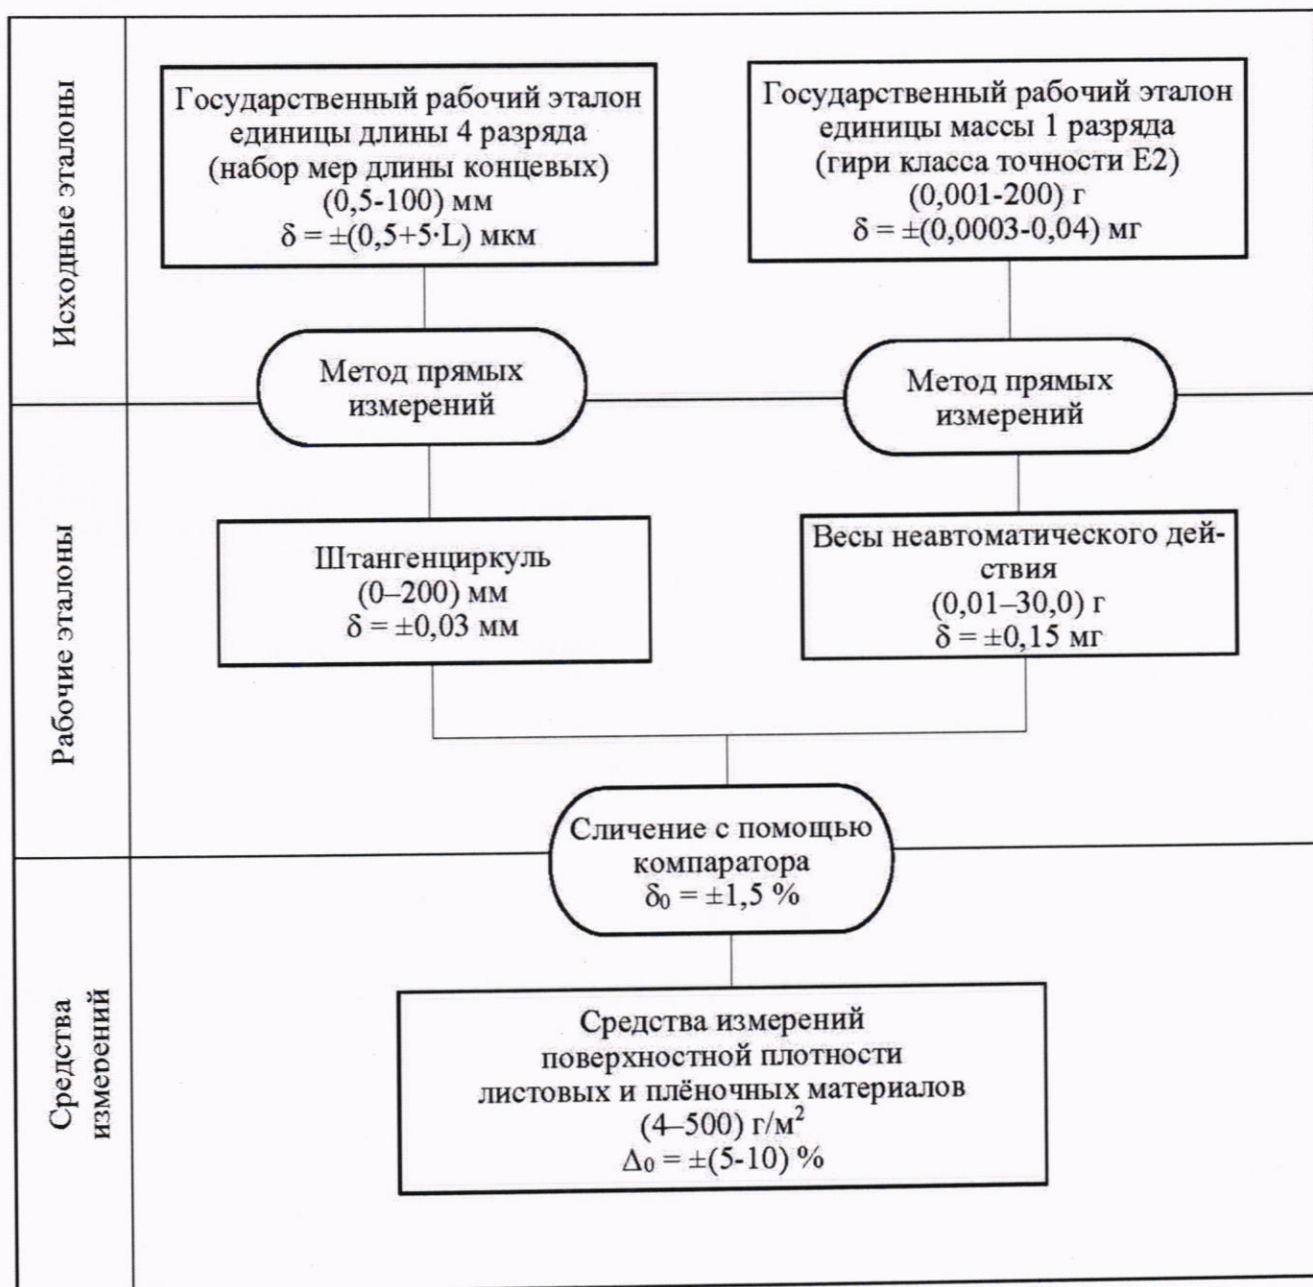 Исходные эталоны
Государственный рабочий эталон
единицы длины 4 разряда
(набор мер длины концевых)
(0,5-100) мм
δ = ±(0,5+5·L) мкм
Государственный рабочий эталон
единицы массы 1 разряда
(гири класса точности Е2)
(0,001-200) г
δ = ±(0,0003-0,04) мг
Метод прямых
измерений
Метод прямых
измерений
Рабочие эталоны
Штангенциркуль
(0–200) мм
δ = ±0,03 мм
Весы неавтоматического дей-
ствия
(0,01–30,0) г
δ = ±0,15 мг
Сличение с помощью
компаратора
δ₀ = ±1,5 %
Средства
измерений
Средства измерений
поверхностной плотности
листовых и плёночных материалов
(4–500) г/м²
Δ₀ = ±(5-10) %